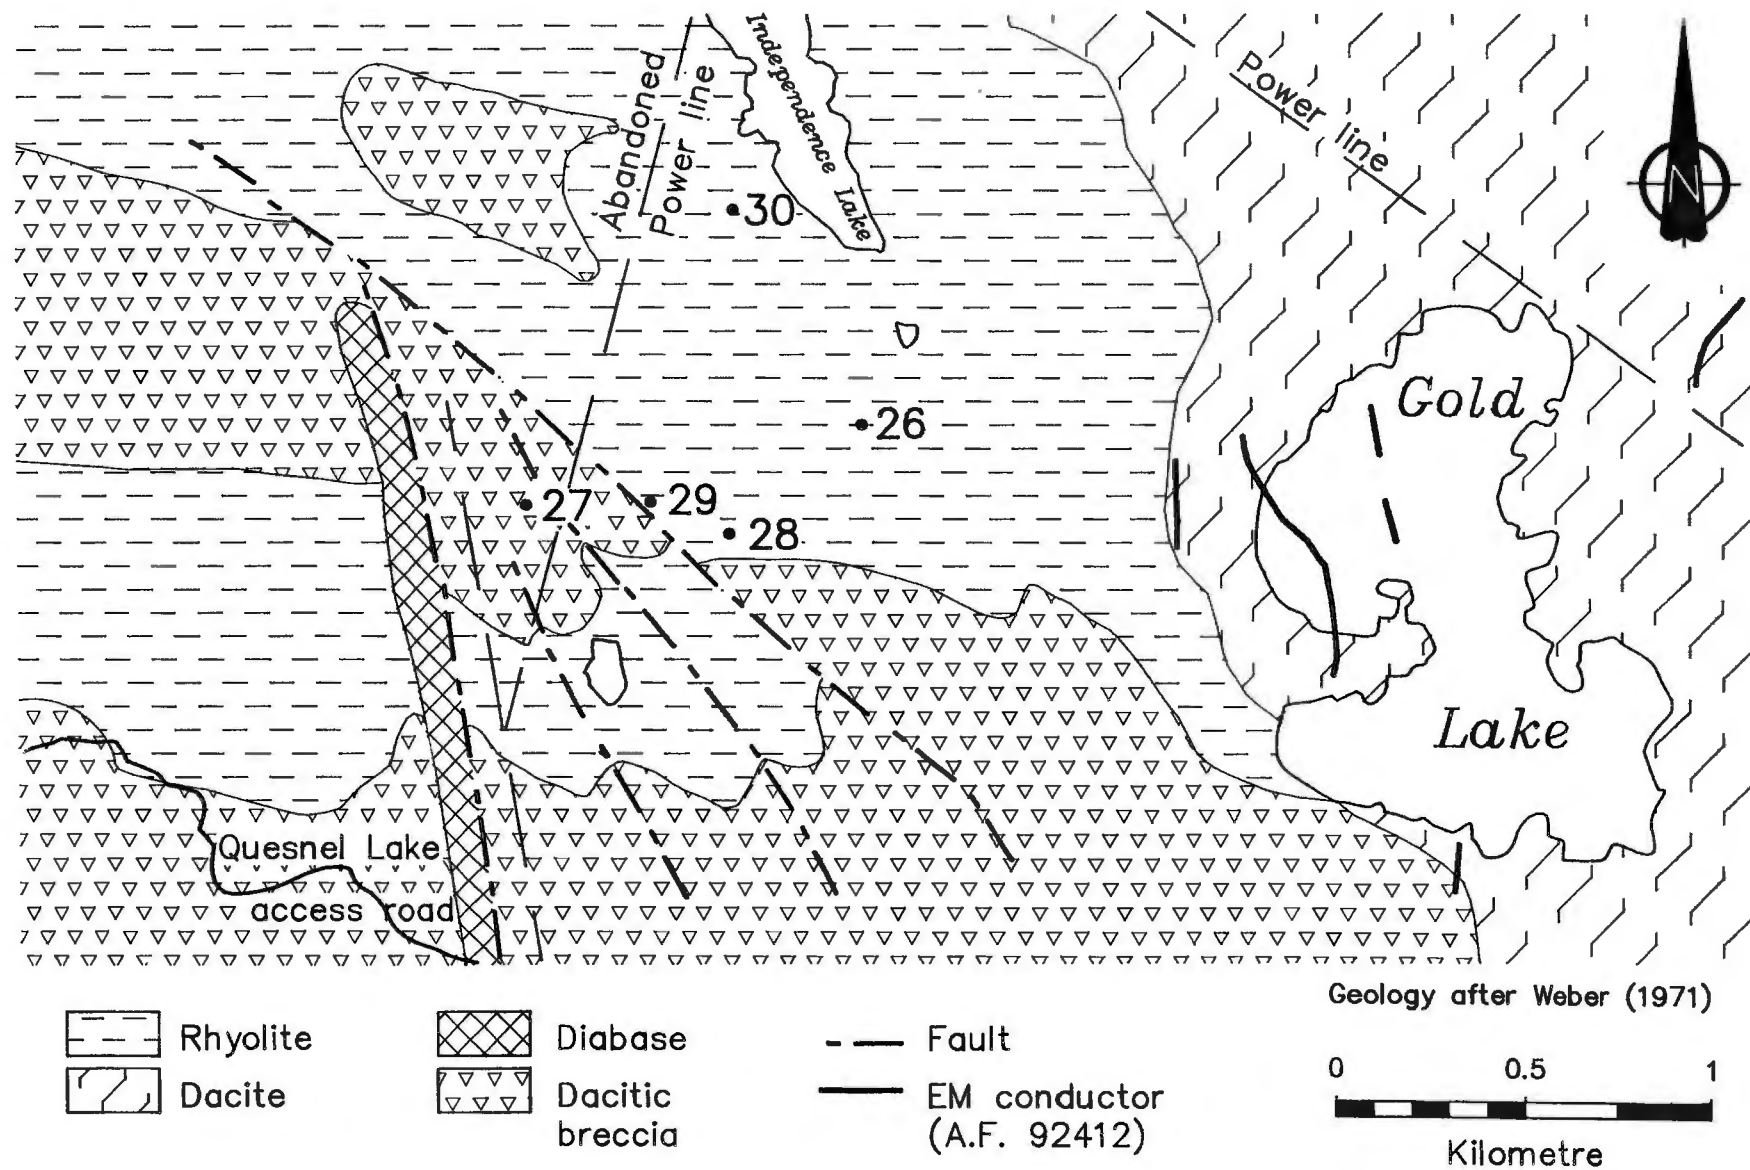 Independence Lake
Abandoned
Power line
Power line
N
30
Gold
Lake
26
27
29
28
Quesnel Lake
access road
Geology after Weber (1971)
Rhyolite
Dacite
Diabase
Dacitic
breccia
Fault
EM conductor
(A.F. 92412)
0 0.5 1
Kilometre